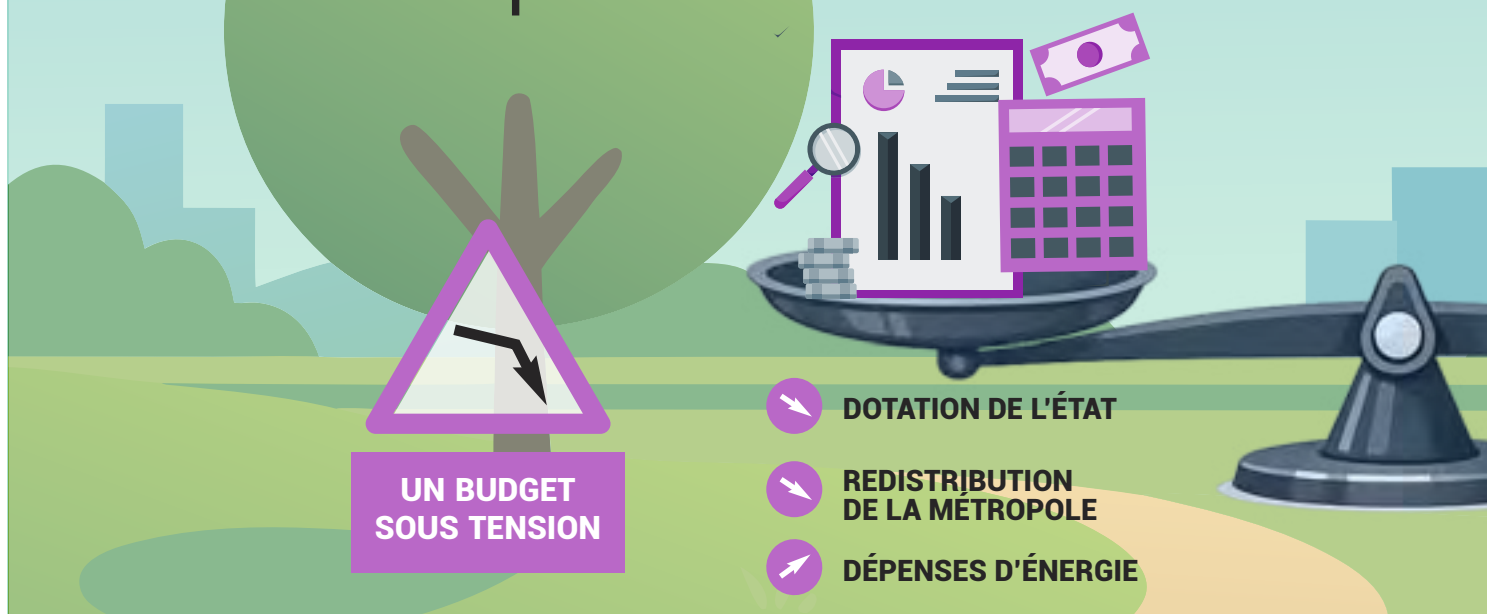 UN BUDGET
SOUS TENSION
DOTATION DE L'ÉTAT
REDISTRIBUTION
DE LA MÉTROPOLE
DÉPENSES D'ÉNERGIE